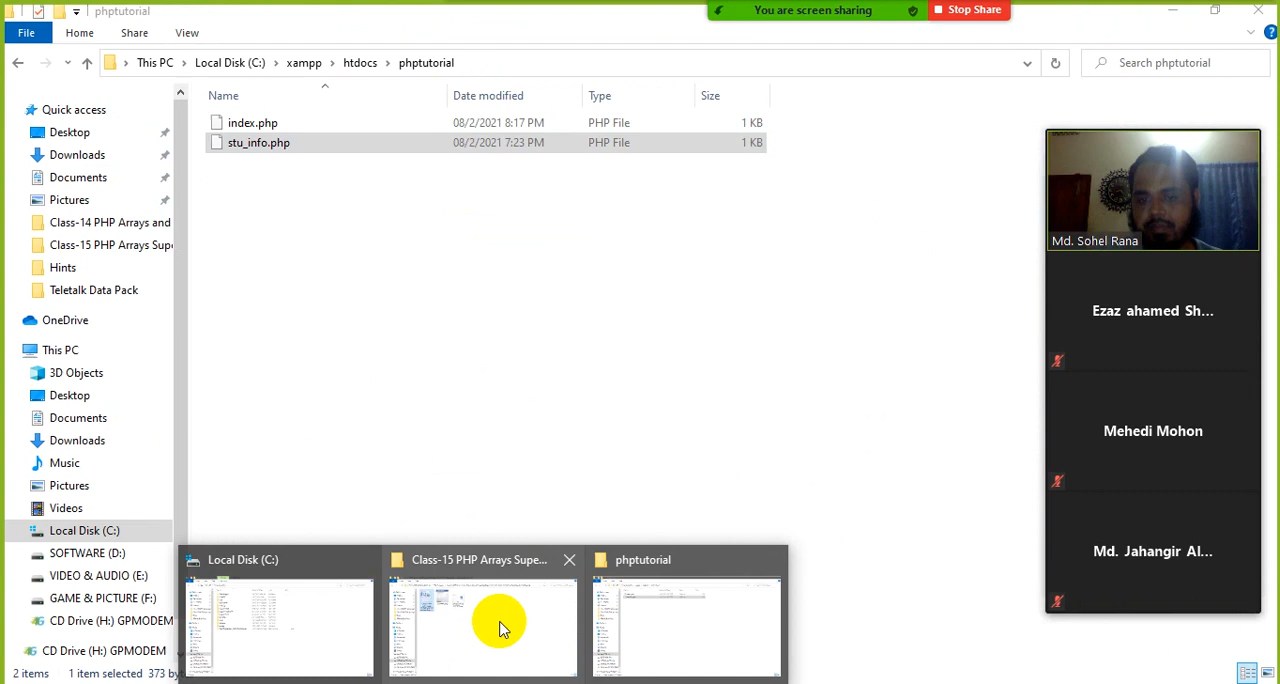 phptutorial
You are screen sharing
Stop Share
File
Home
Share
View
This PC
Local Disk (C:)
xampp
htdocs
phptutorial
Search phptutorial
Name
Date modified
Type
Size
index.php
08/2/2021 8:17 PM
PHP File
1 KB
stu_info.php
08/2/2021 7:23 PM
PHP File
1 KB
Quick access
Desktop
Downloads
Documents
Pictures
Class-14 PHP Arrays and
Class-15 PHP Arrays Supe
Hints
Teletalk Data Pack
OneDrive
This PC
3D Objects
Desktop
Documents
Downloads
Music
Pictures
Videos
Local Disk (C:)
SOFTWARE (D:)
VIDEO & AUDIO (E:)
GAME & PICTURE (F:)
CD Drive (H:) GPMODEM
CD Drive (H:) GPMODEM
2 items
1 item selected 373 by
Local Disk (C:)
Class-15 PHP Arrays Supe...
phptutorial
Md. Sohel Rana
Ezaz ahamed Sh...
Mehedi Mohon
Md. Jahangir Al...